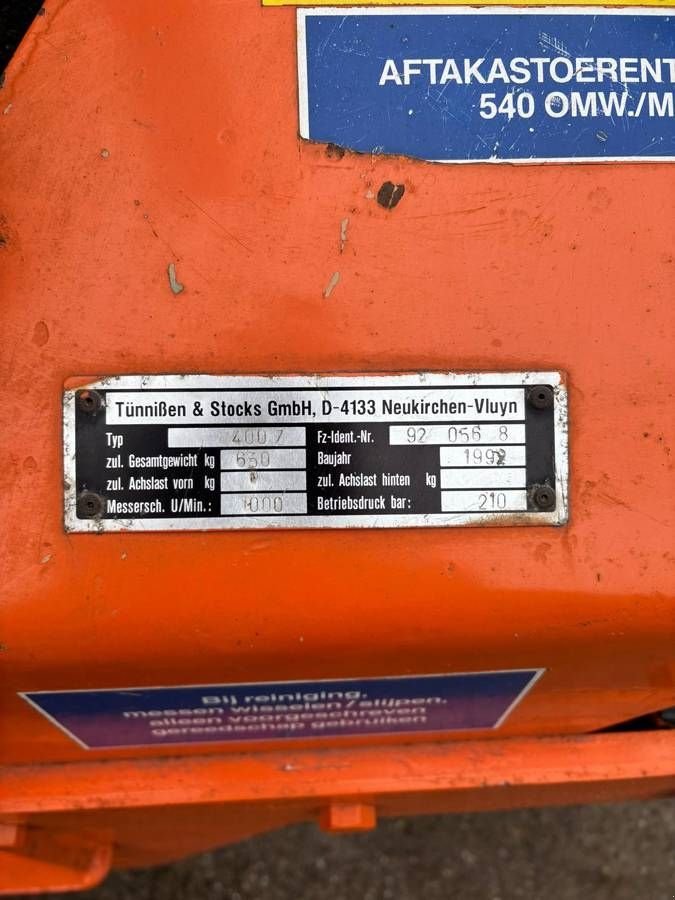 AFTAKASTOERENT
540 OMW./M
Tünnißen & Stocks GmbH, D-4133 Neukirchen-Vluyn
Typ 400 Z Fz-Ident.-Nr. 92 056 8
zul. Gesamtgewicht kg 650 Baujahr 1992
zul. Achslast vorn kg zul. Achslast hinten kg
Messersch. U/Min.: 1000 Betriebsdruck bar: 210
Bij reiniging,
messen wisselen/slijpen,
alleen voorgeschreven
gereedschap gebruiken